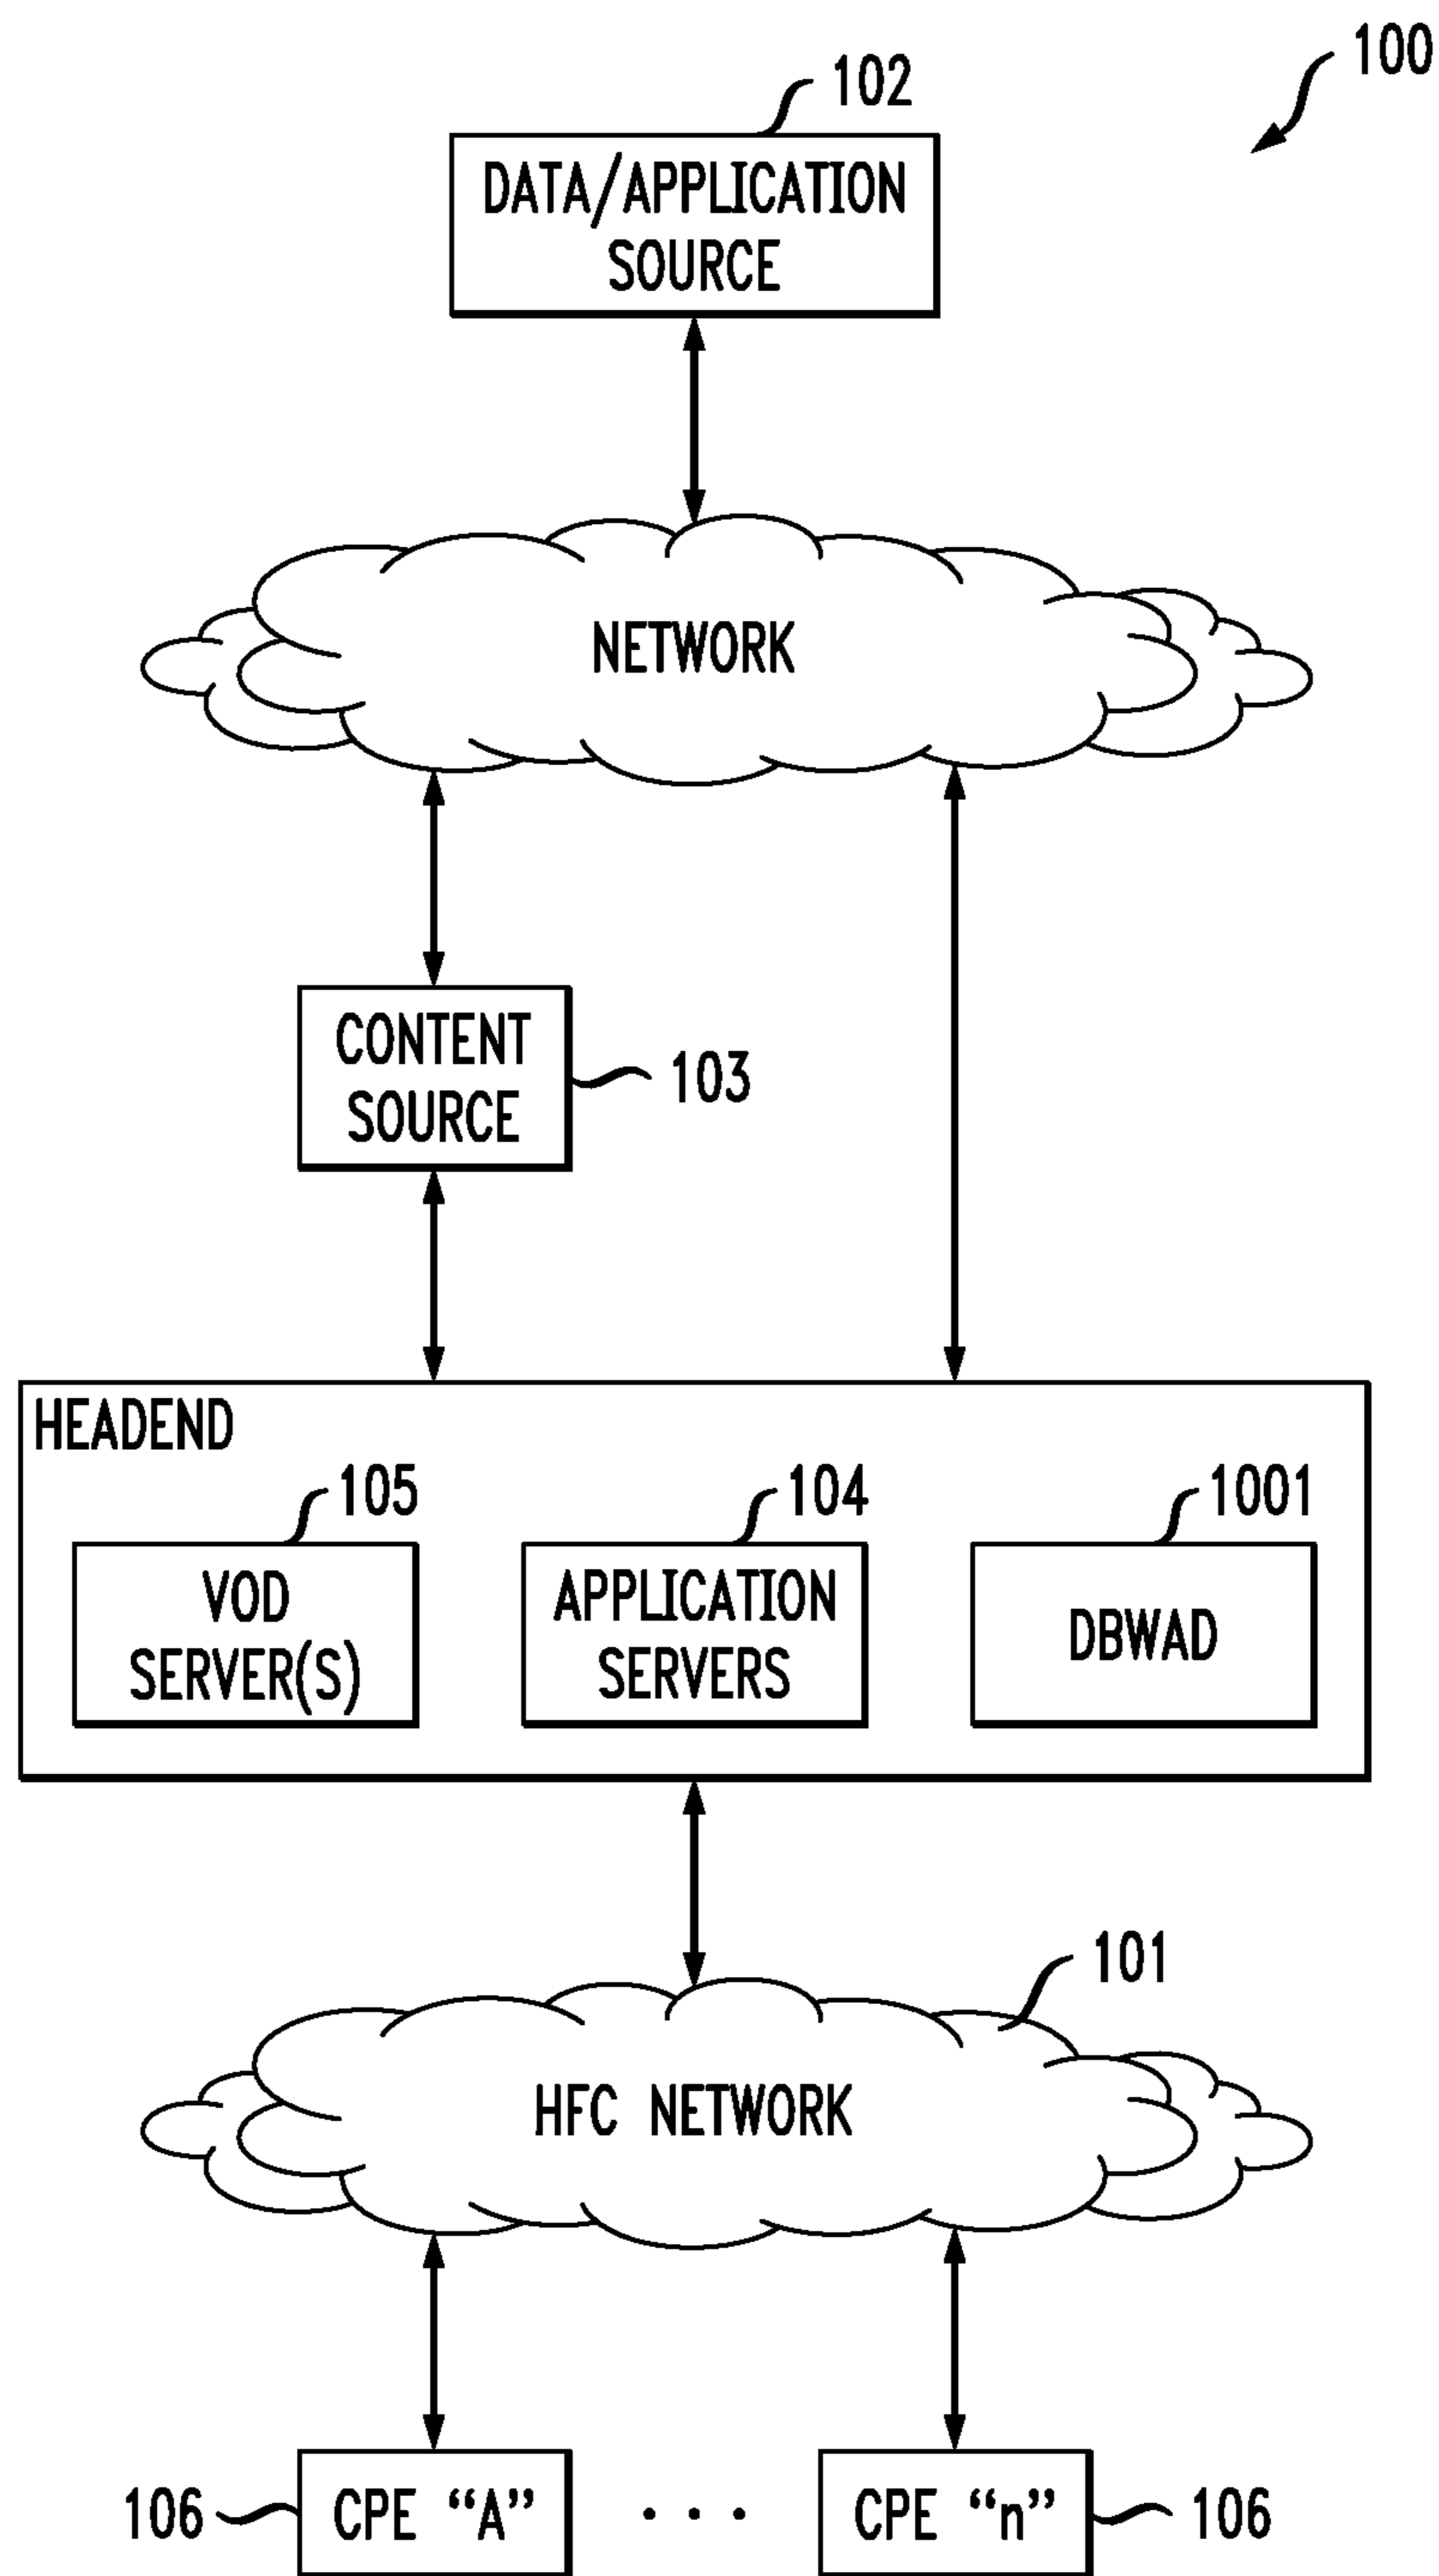 100
102
DATA/APPLICATION
SOURCE
NETWORK
CONTENT
SOURCE
103
HEADEND
105
104
1001
VOD
SERVER(S)
APPLICATION
SERVERS
DBWAD
101
HFC NETWORK
106
CPE “A”
. . .
CPE “n”
106